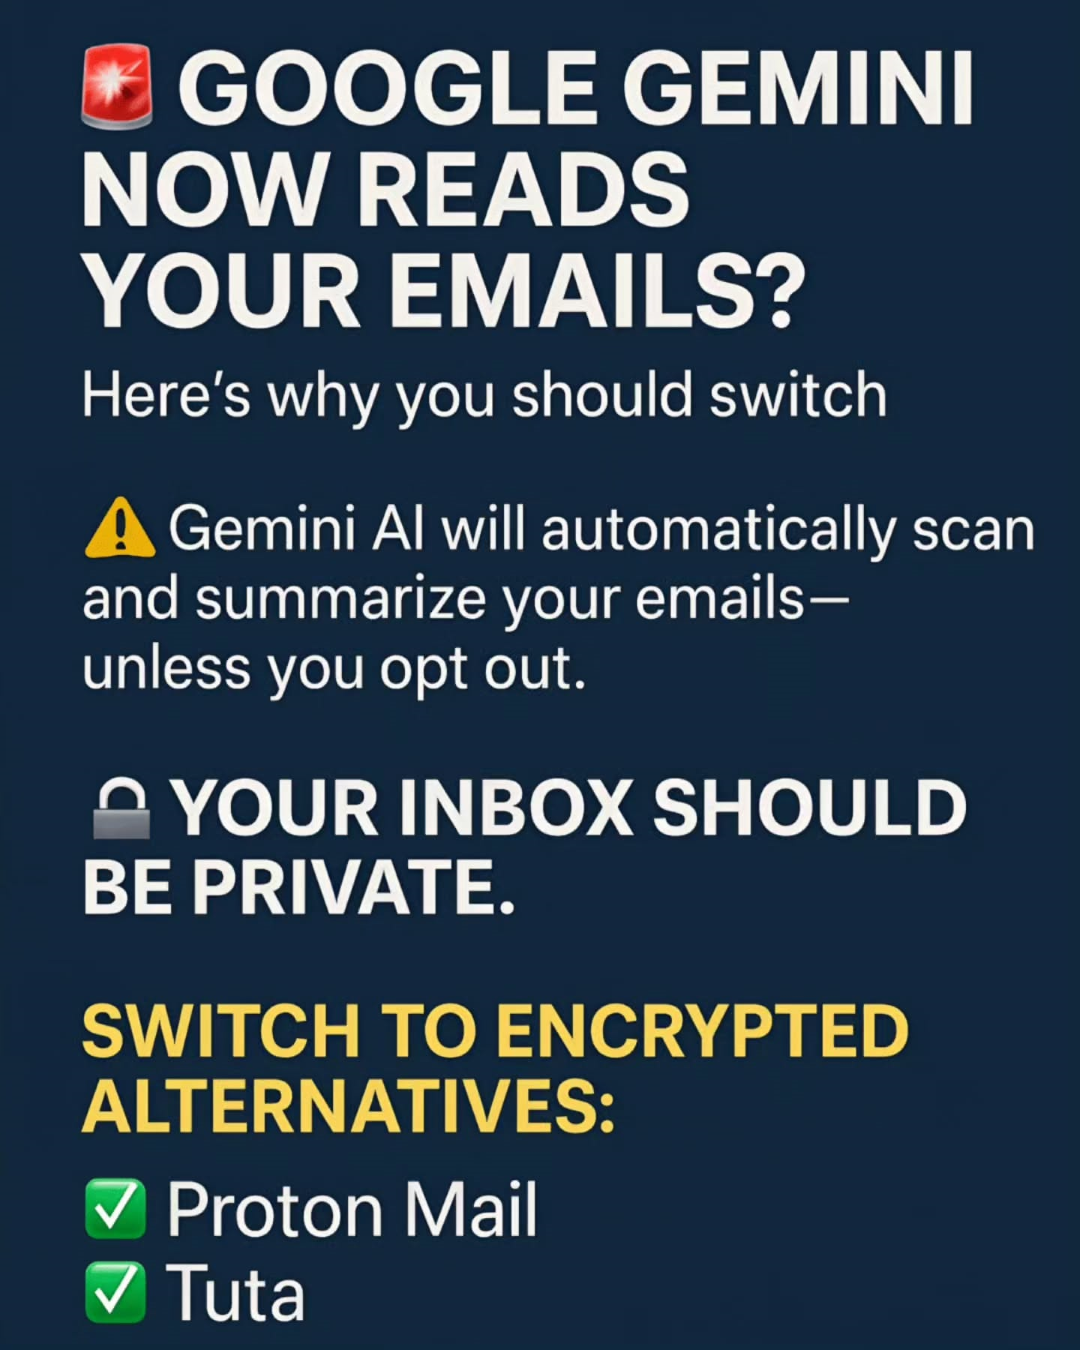 🚨 GOOGLE GEMINI
NOW READS
YOUR EMAILS?
Here’s why you should switch
⚠️ Gemini AI will automatically scan
and summarize your emails—
unless you opt out.
🔒 YOUR INBOX SHOULD
BE PRIVATE.
SWITCH TO ENCRYPTED
ALTERNATIVES:
✅ Proton Mail
✅ Tuta